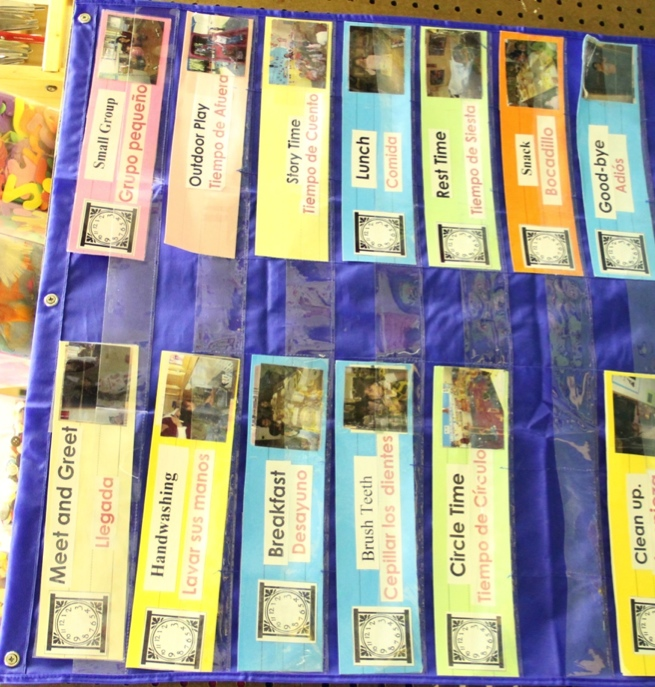 Meet and Greet
Llegada
Handwashing
Lavar sus manos
Breakfast
Desayuno
Brush Teeth
Cepillar los dientes
Circle Time
Tiempo de Círculo
Clean up.
Small Group
Grupo pequeño
Outdoor Play
Tiempo de Afuera
Story Time
Tiempo de Cuento
Lunch
Comida
Rest Time
Tiempo de Siesta
Snack
Bocadillo
Good-bye
Adiós